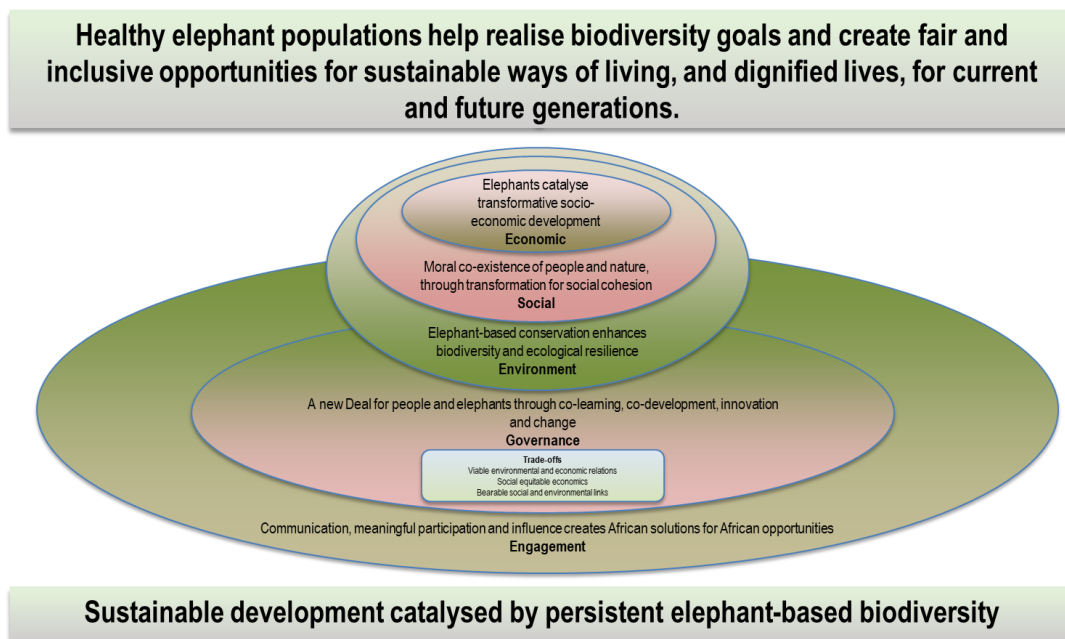 Healthy elephant populations help realise biodiversity goals and create fair and
inclusive opportunities for sustainable ways of living, and dignified lives, for current
and future generations.
Elephants catalyse
transformative socio-
economic development
Economic
Moral co-existence of people and nature,
through transformation for social cohesion
Social
Elephant-based conservation enhances
biodiversity and ecological resilience
Environment
A new Deal for people and elephants through co-learning, co-development, innovation
and change
Governance
Trade-offs
Viable environmental and economic relations
Social equitable economics
Bearable social and environmental links
Communication, meaningful participation and influence creates African solutions for African opportunities
Engagement
Sustainable development catalysed by persistent elephant-based biodiversity